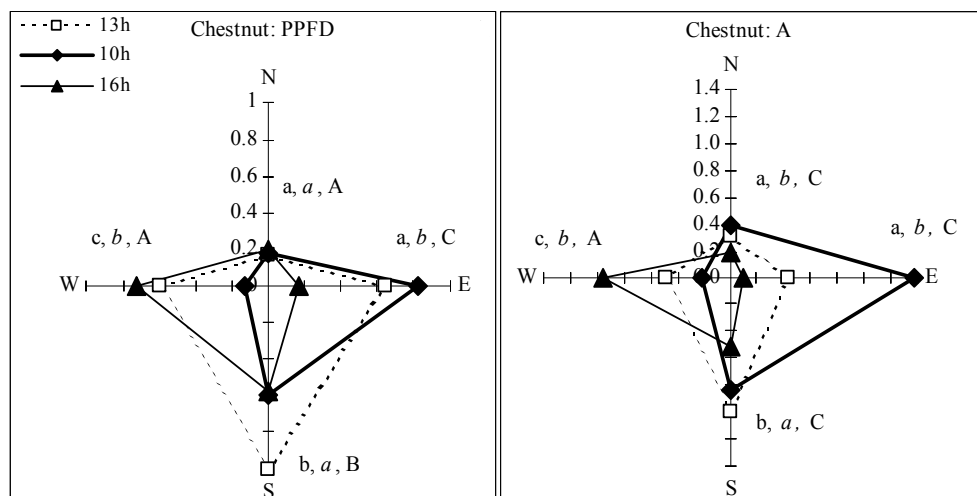 13h
10h
16h
Chestnut: PPFD
N
1
0.8
0.6
0.4
0.2
0
a, a, A
c, b, A
a, b, C
W
E
b, a, B
S
Chestnut: A
N
1.4
1.2
1.0
0.8
0.6
0.4
0.2
0.0
a, b, C
c, b, A
a, b, C
W
E
b, a, C
S